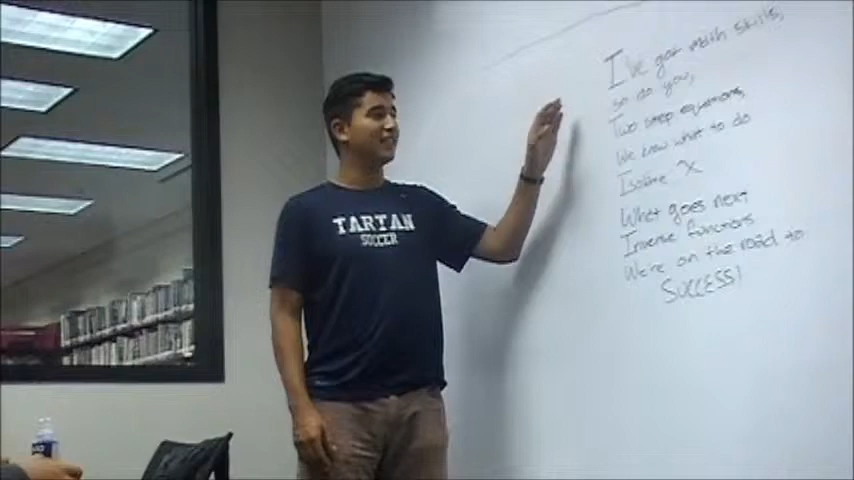 TARTAN
SOCCER
I've got math skills,
so do you,
Two step equations,
We know what to do
Isolate x
What goes next
Inverse functions
We're on the road to
SUCCESS!